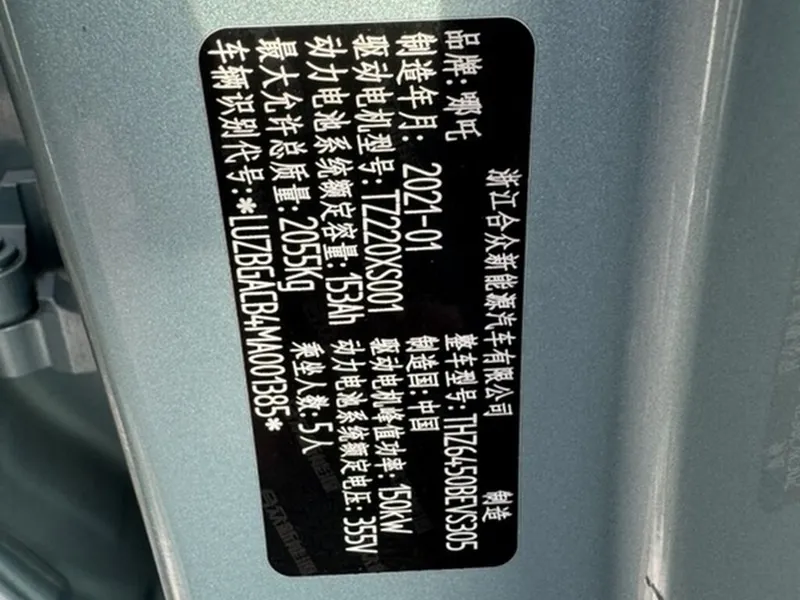 浙江合众新能源汽车有限公司 制造
品牌: 哪吒 整车型号: THZ6450BEVS305
制造年月: 2021-01 制造国: 中国
驱动电机型号: TZ220XS001 驱动电机峰值功率: 150KW
动力电池系统额定容量: 153Ah 动力电池系统额定电压: 355V
最大允许总质量: 2055Kg 乘坐人数: 5人
车辆识别代号: *LUZBGACB4MA001385*